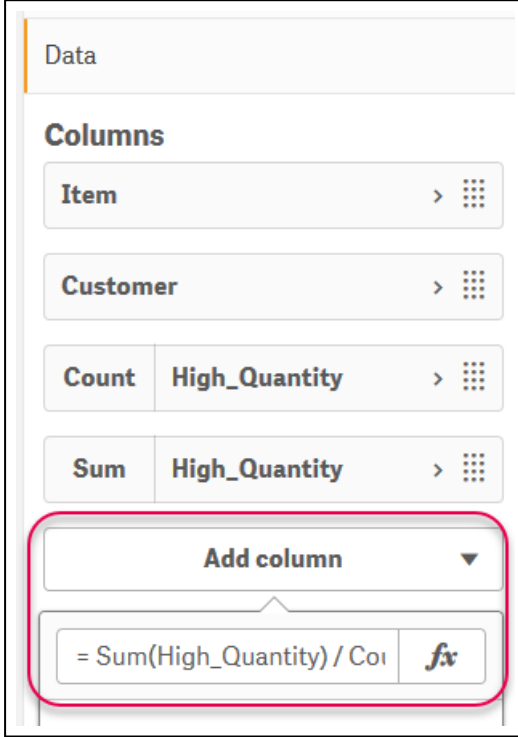 Data
Columns
Item
Customer
Count High_Quantity
Sum High_Quantity
Add column
= Sum(High_Quantity) / Cou fx